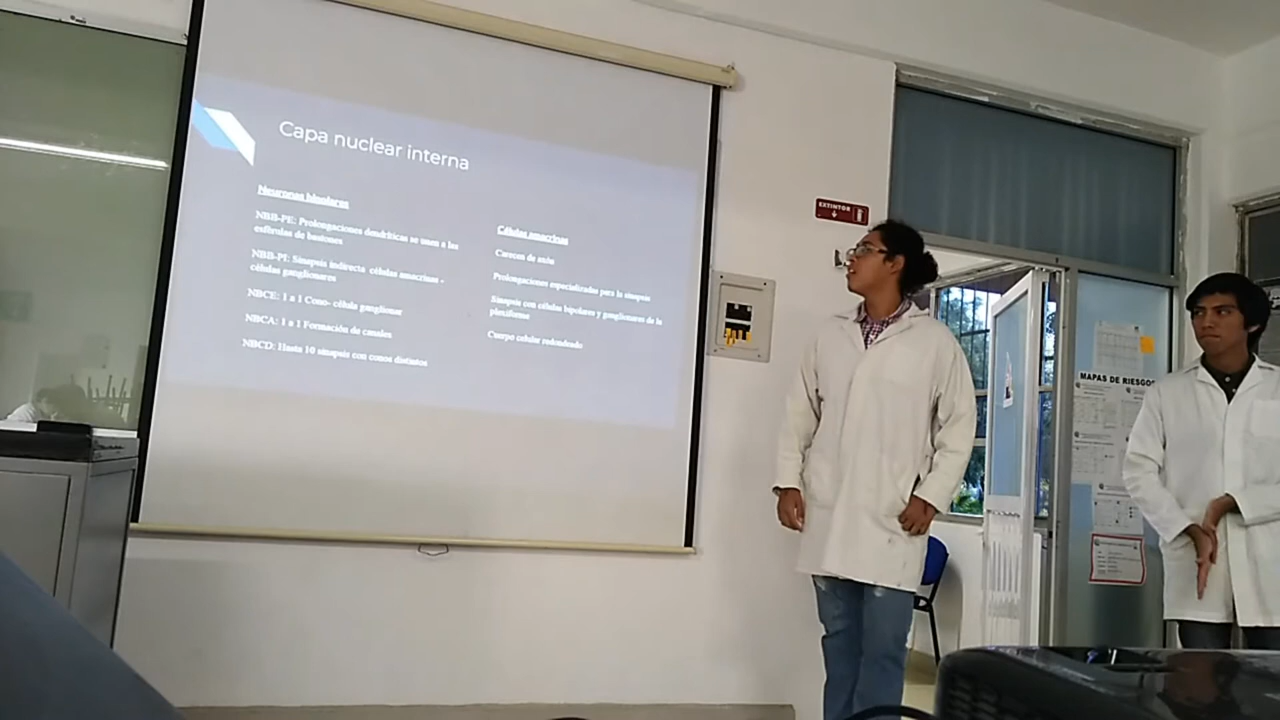 Capa nuclear interna
Neuronas bipolares
NBB-PE: Prolongaciones dendríticas se unen a las
esférulas de bastones
NBB-PI: Sinapsis indirecta células amacrinas -
células ganglionares
NBCE: 1 a 1 Cono- célula ganglionar
NBCA: 1 a 1 Formación de canales
NBCD: Hasta 10 sinapsis con conos distintos
Células amacrinas
Carecen de axón
Prolongaciones especializadas para la sinapsis
Sinapsis con células bipolares y ganglionares de la
plexiforme
Cuerpo celular redondeado
EXTINTOR
MAPAS DE RIESGOS